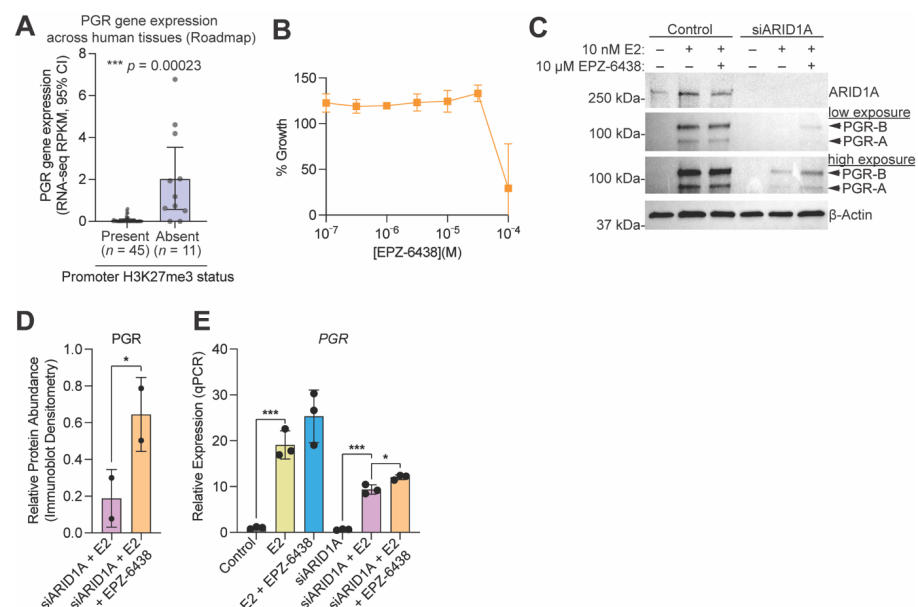 A
PGR gene expression
across human tissues (Roadmap)
*** p = 0.00023
8
6
4
2
0
PGR gene expression
(RNA-seq RPKM, 95% CI)
Present
(n = 45)
Absent
(n = 11)
Promoter H3K27me3 status
B
150
100
50
0
% Growth
10⁻⁷
10⁻⁶
10⁻⁵
10⁻⁴
[EPZ-6438](M)
C
Control
siARID1A
10 nM E2: – + + – + +
10 µM EPZ-6438: – – + – – +
250 kDa-
ARID1A
low exposure
100 kDa-
PGR-B
PGR-A
high exposure
100 kDa-
PGR-B
PGR-A
37 kDa-
β-Actin
D
PGR
1.0
0.8
0.6
0.4
0.2
0.0
Relative Protein Abundance
(Immunoblot Densitometry)
*
siARID1A + E2
siARID1A + E2
+ EPZ-6438
E
PGR
40
30
20
10
0
Relative Expression (qPCR)
***
***
*
Control
E2
E2 + EPZ-6438
siARID1A
siARID1A + E2
siARID1A + E2
+ EPZ-6438